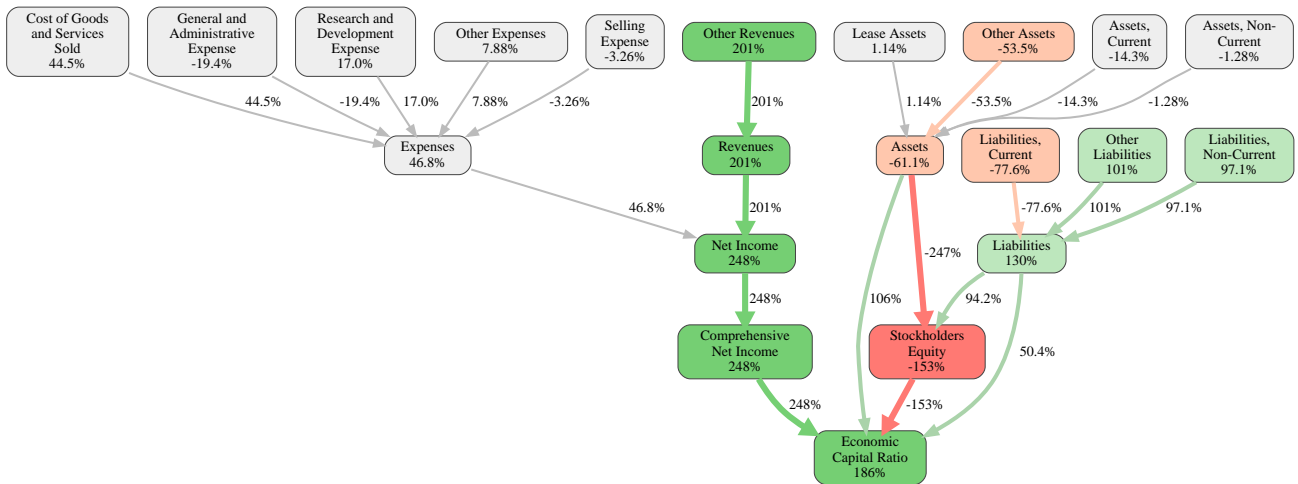 Cost of Goods
and Services
Sold
44.5%
General and
Administrative
Expense
-19.4%
Research and
Development
Expense
17.0%
Other Expenses
7.88%
Selling
Expense
-3.26%
Other Revenues
201%
Lease Assets
1.14%
Other Assets
-53.5%
Assets,
Current
-14.3%
Assets, Non-
Current
-1.28%
44.5%
-19.4%
17.0%
7.88%
-3.26%
201%
1.14%
-53.5%
-14.3%
-1.28%
Expenses
46.8%
Revenues
201%
Assets
-61.1%
Liabilities,
Current
-77.6%
Other
Liabilities
101%
Liabilities,
Non-Current
97.1%
46.8%
201%
-77.6%
101%
97.1%
Net Income
248%
-247%
Liabilities
130%
248%
106%
94.2%
Comprehensive
Net Income
248%
Stockholders
Equity
-153%
50.4%
248%
-153%
Economic
Capital Ratio
186%